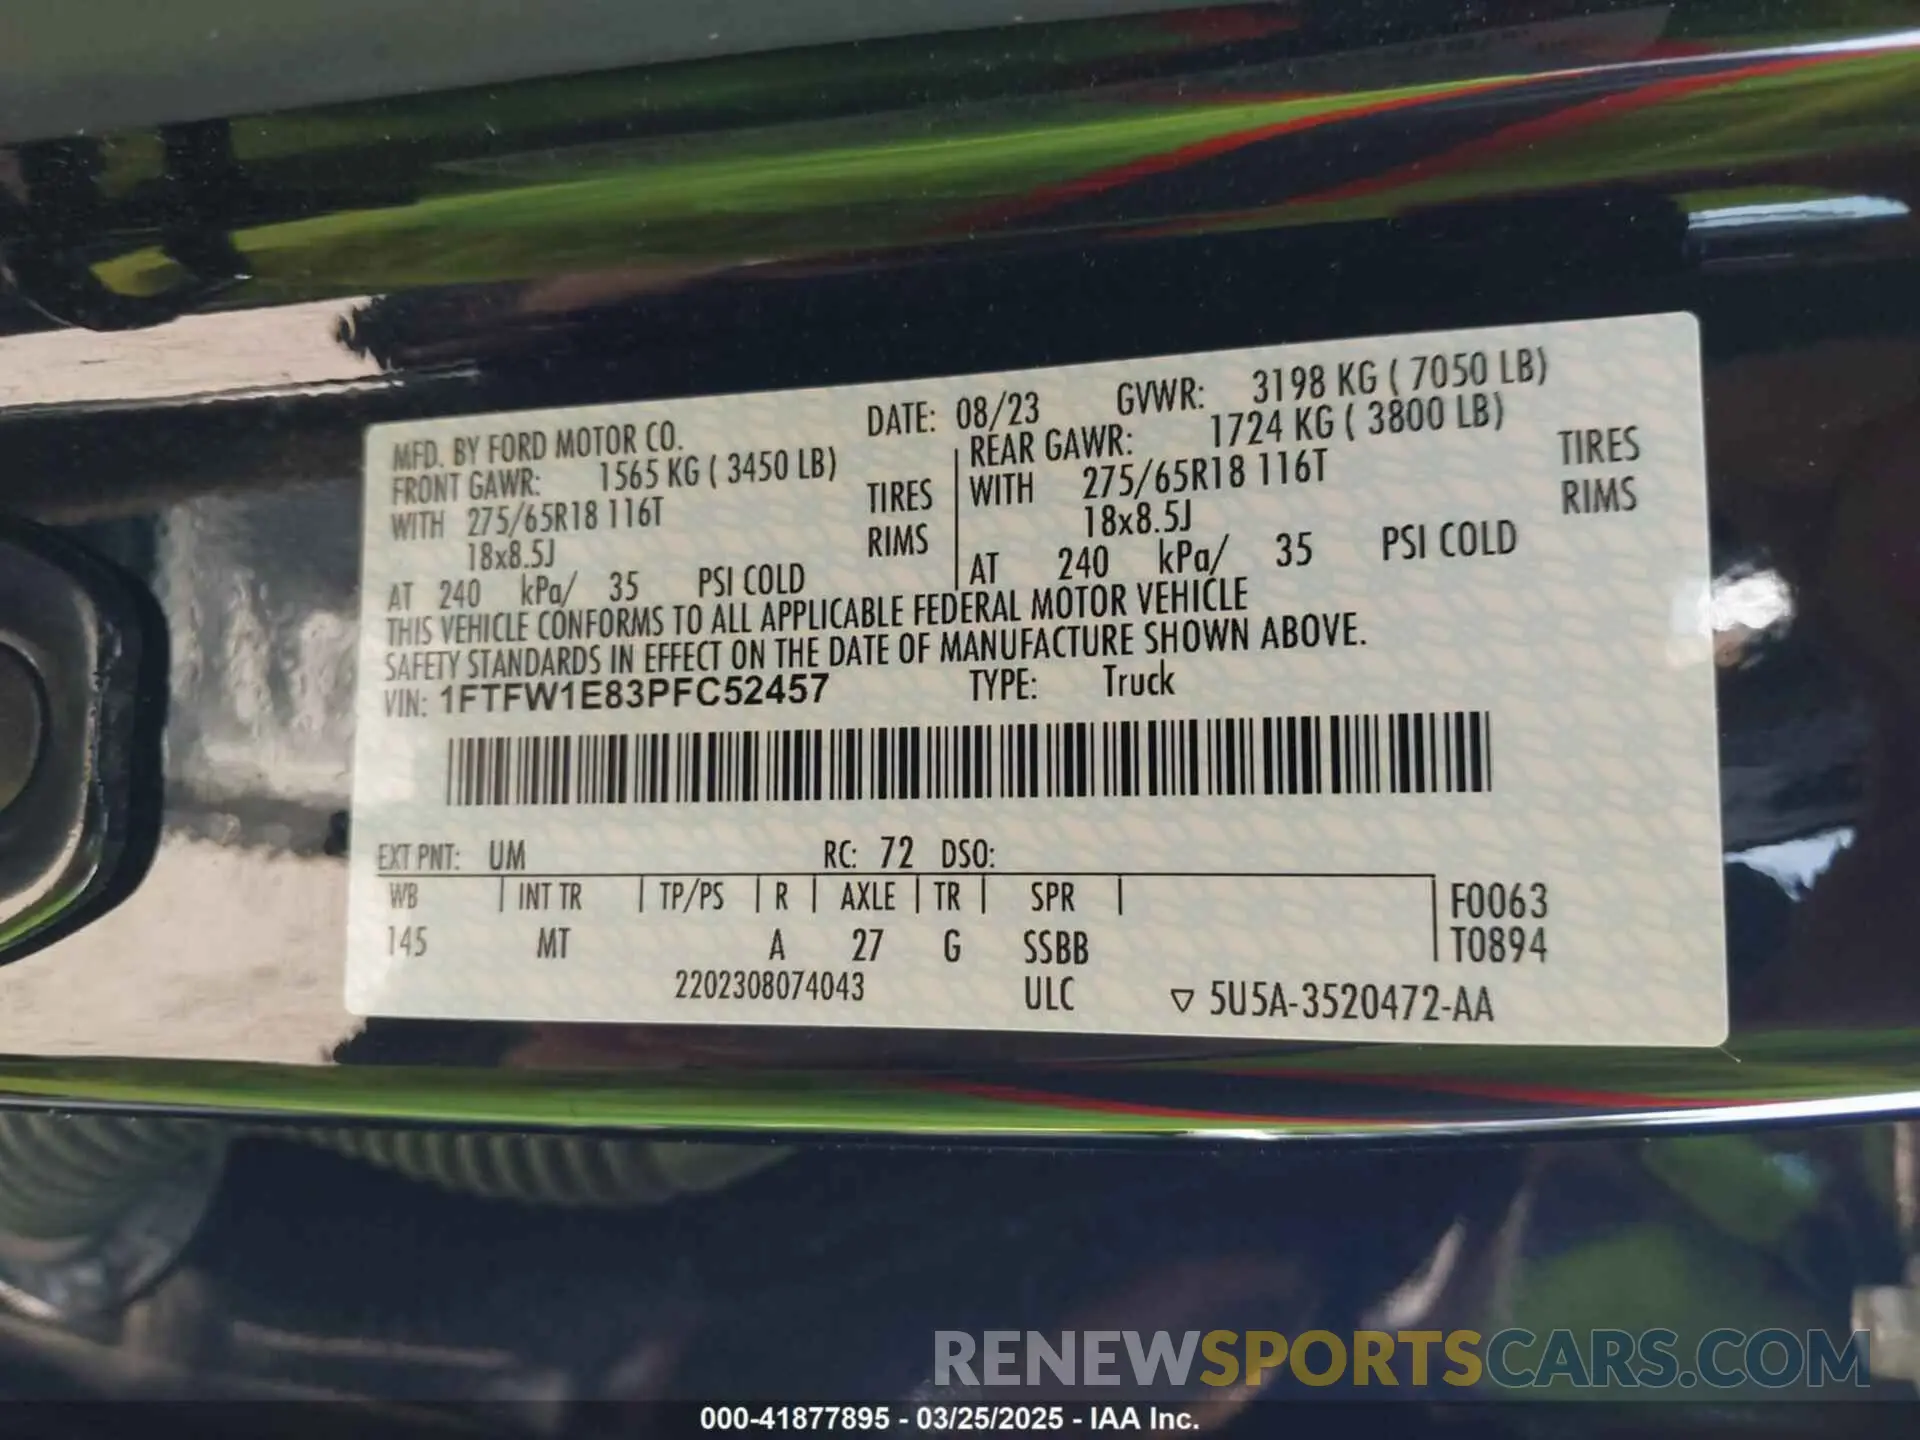 MFD. BY FORD MOTOR CO. DATE: 08/23 GVWR: 3198 KG ( 7050 LB)
FRONT GAWR: 1565 KG ( 3450 LB) REAR GAWR: 1724 KG ( 3800 LB)
WITH 275/65R18 116T TIRES WITH 275/65R18 116T TIRES
18x8.5J RIMS 18x8.5J RIMS
AT 240 kPa/ 35 PSI COLD AT 240 kPa/ 35 PSI COLD
THIS VEHICLE CONFORMS TO ALL APPLICABLE FEDERAL MOTOR VEHICLE
SAFETY STANDARDS IN EFFECT ON THE DATE OF MANUFACTURE SHOWN ABOVE.
VIN: 1FTFW1E83PFC52457 TYPE: Truck
EXT PNT: UM RC: 72 DSO:
WB INT TR TP/PS R AXLE TR SPR F0063
145 MT A 27 G SSBB T0894
2202308074043 ULC ▽ 5U5A-3520472-AA
RENEWSPORTSCARS.COM
000-41877895 - 03/25/2025 - IAA Inc.